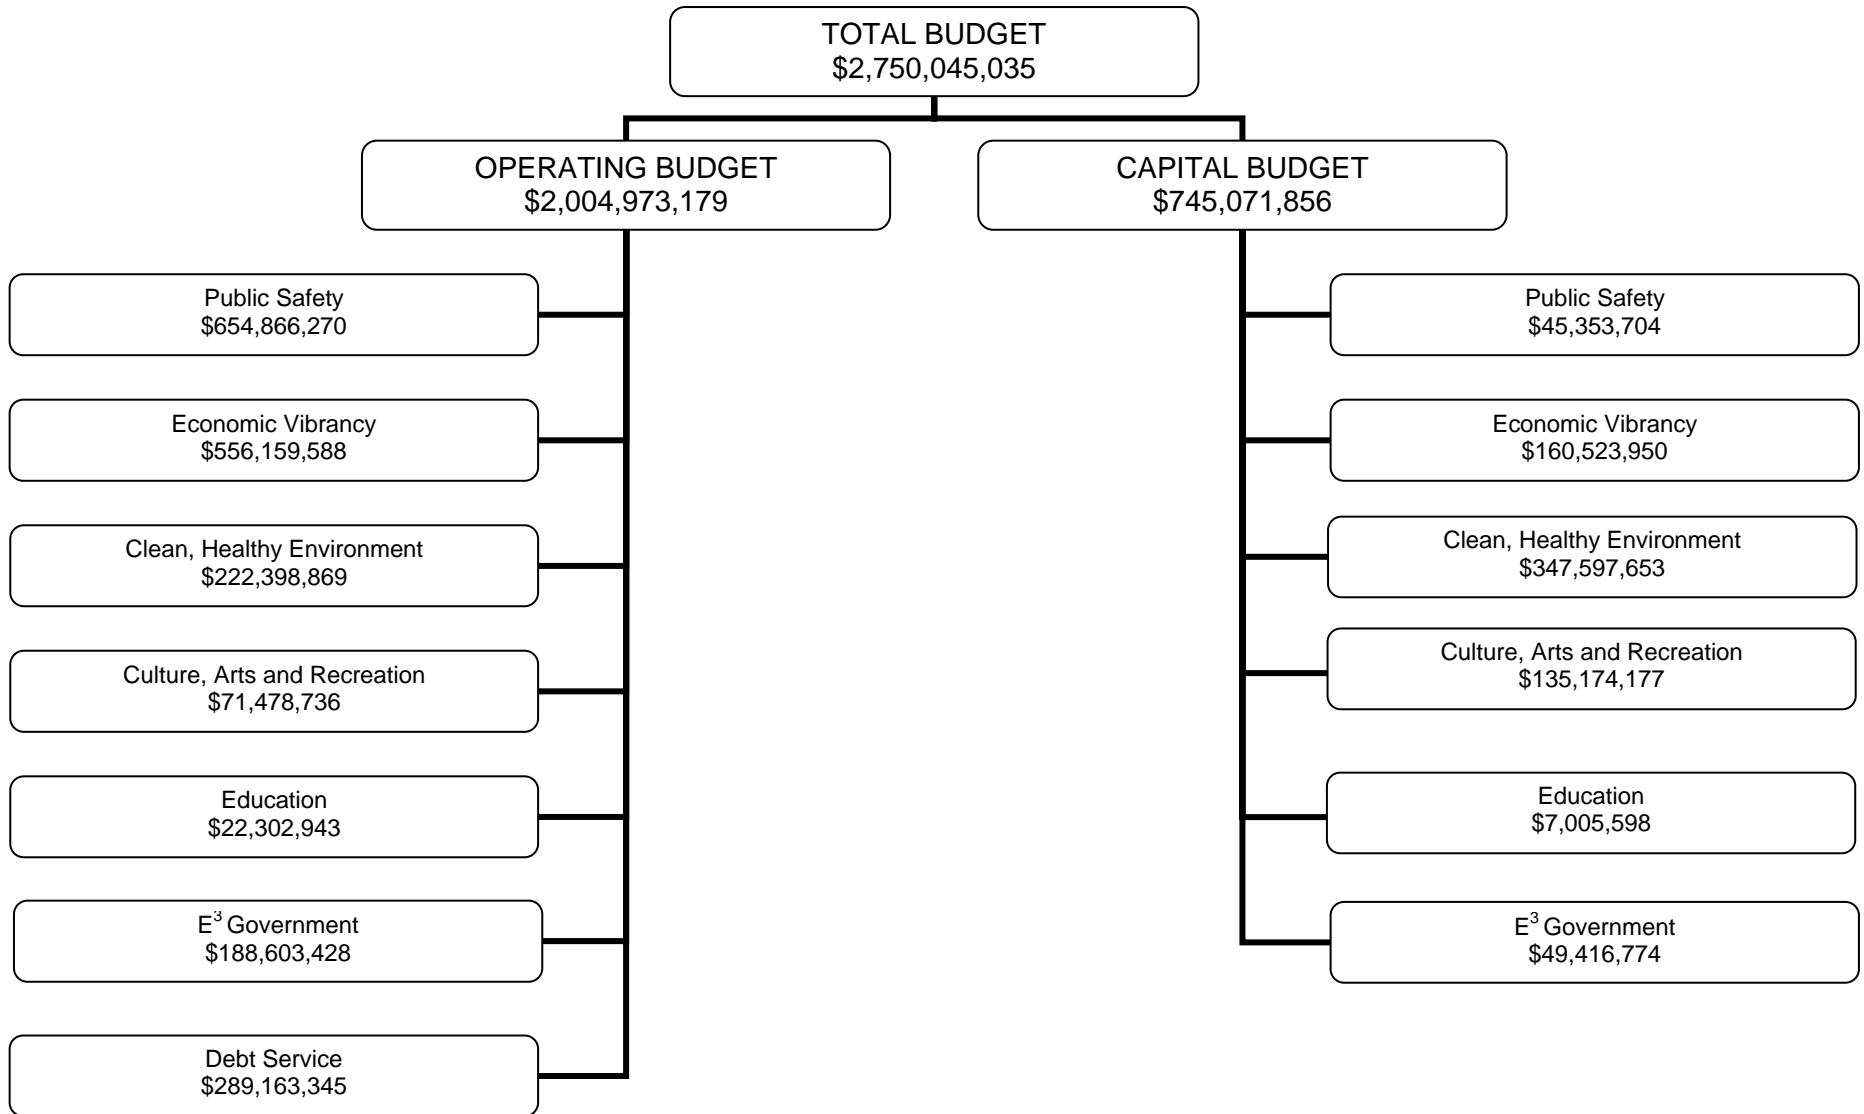 TOTAL BUDGET
$2,750,045,035
OPERATING BUDGET
$2,004,973,179
CAPITAL BUDGET
$745,071,856
Public Safety
$654,866,270
Economic Vibrancy
$556,159,588
Clean, Healthy Environment
$222,398,869
Culture, Arts and Recreation
$71,478,736
Education
$22,302,943
E³ Government
$188,603,428
Debt Service
$289,163,345
Public Safety
$45,353,704
Economic Vibrancy
$160,523,950
Clean, Healthy Environment
$347,597,653
Culture, Arts and Recreation
$135,174,177
Education
$7,005,598
E³ Government
$49,416,774